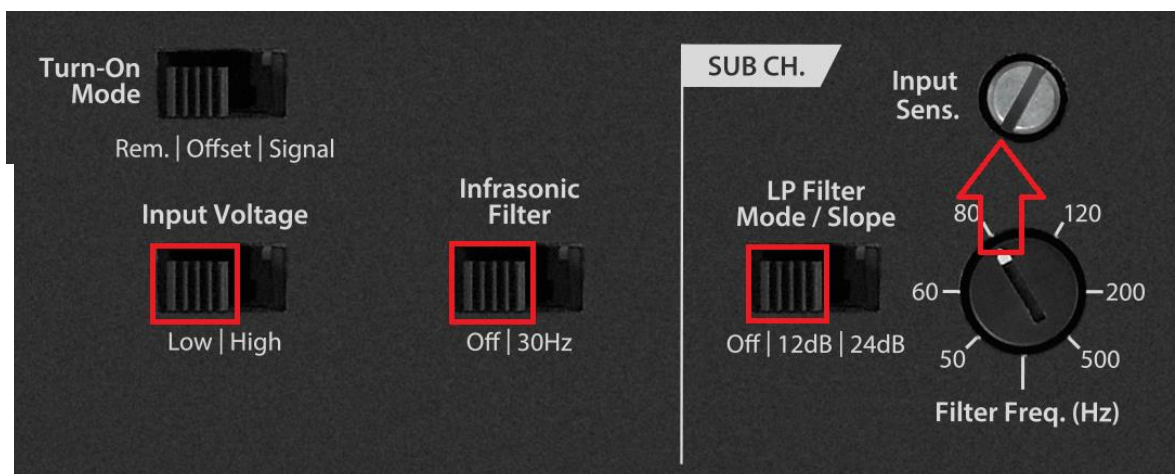 Turn-On
Mode
Rem. | Offset | Signal
Input Voltage
Low | High
Infrasonic
Filter
Off | 30Hz
SUB CH.
Input
Sens.
LP Filter
Mode / Slope
Off | 12dB | 24dB
80
120
60
200
50
500
Filter Freq. (Hz)